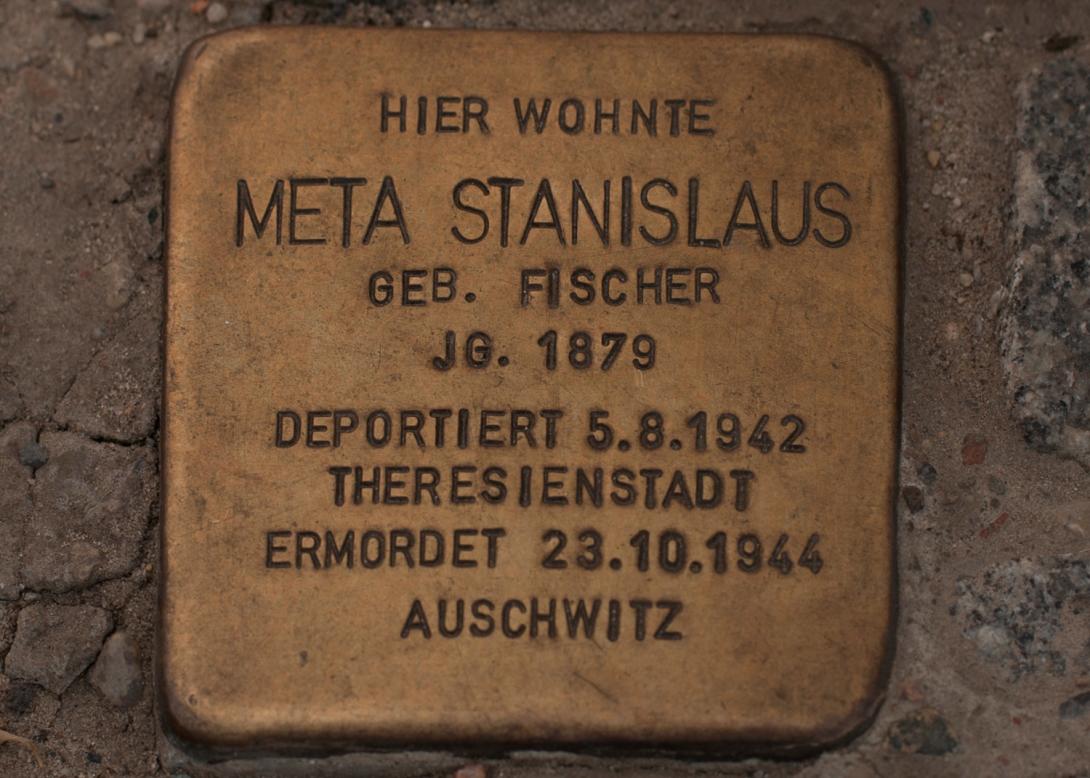 HIER WOHNTE
META STANISLAUS
GEB. FISCHER
JG. 1879
DEPORTIERT 5.8.1942
THERESIENSTADT
ERMORDET 23.10.1944
AUSCHWITZ